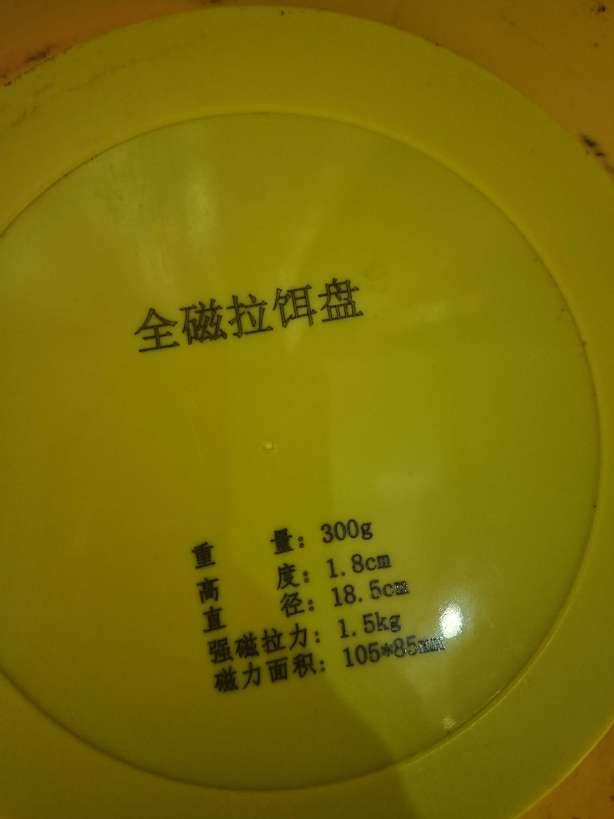 全磁拉饵盘
重 量：300g
高 度：1.8cm
直 径：18.5cm
强磁拉力：1.5kg
磁力面积：105*85mm